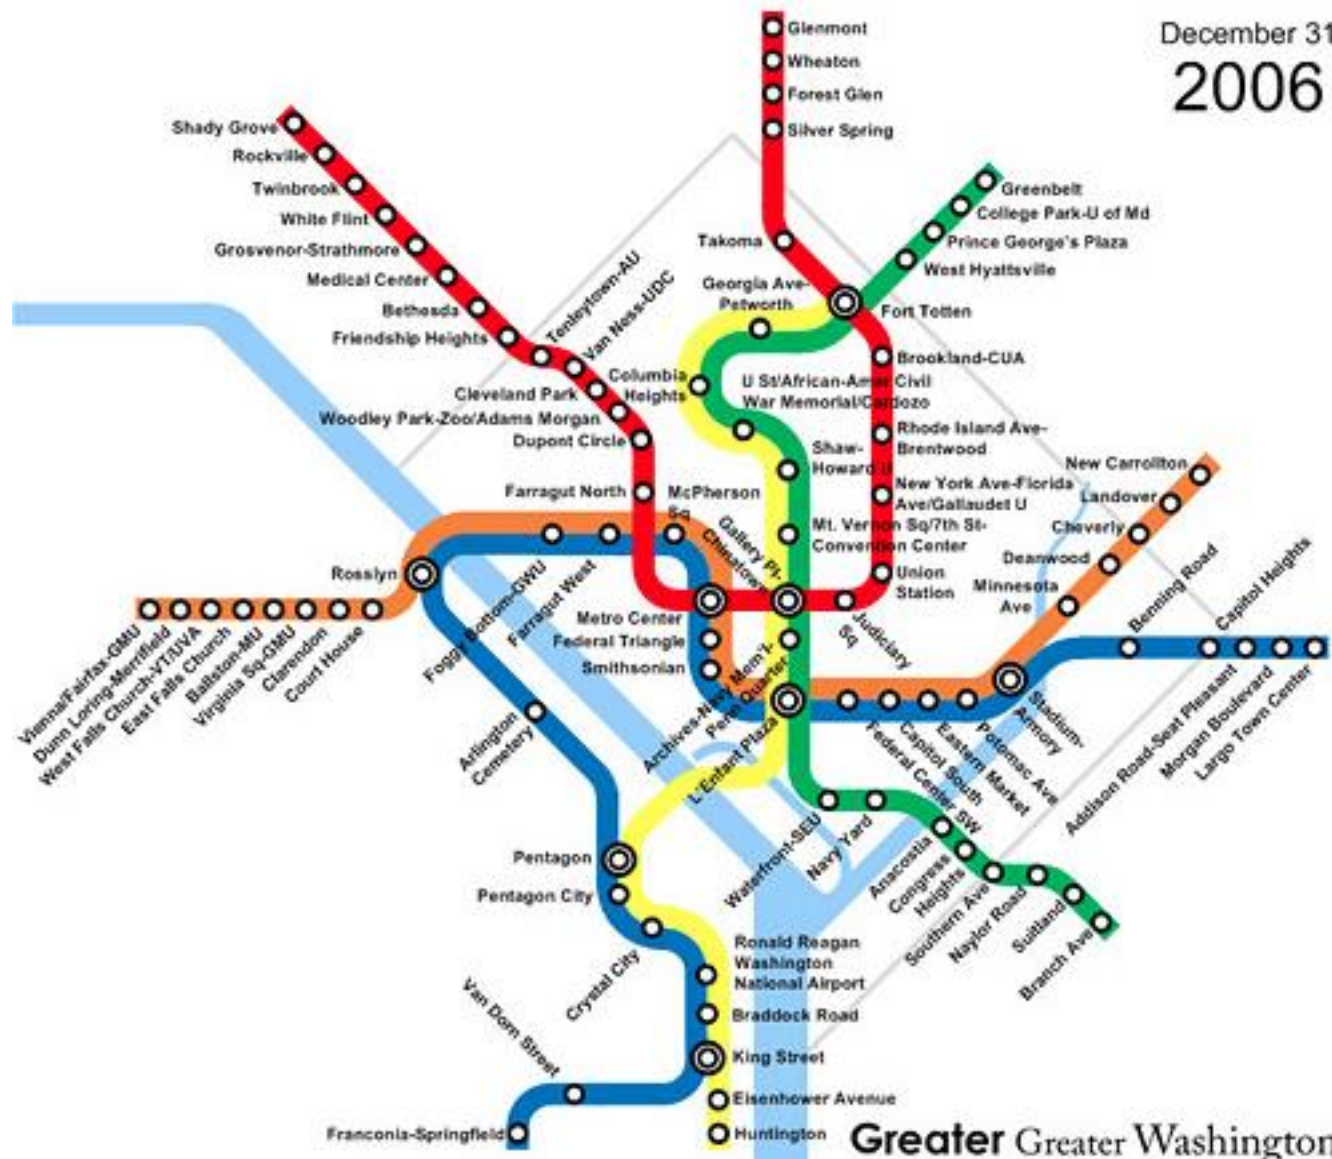 December 31
2006
Glenmont
Wheaton
Forest Glen
Silver Spring
Takoma
Shady Grove
Rockville
Twinbrook
White Flint
Grosvenor-Strathmore
Medical Center
Bethesda
Friendship Heights
Tenleytown-AU
Van Ness-UDC
Cleveland Park
Woodley Park-Zoo/Adams Morgan
Dupont Circle
Farragut North
Greenbelt
College Park-U of Md
Prince George's Plaza
West Hyattsville
Fort Totten
Georgia Ave-
Petworth
Columbia
Heights
U St/African-Amer Civil
War Memorial/Cardozo
Shaw-
Howard U
Mt. Vernon Sq/7th St-
Convention Center
Brookland-CUA
Rhode Island Ave-
Brentwood
New York Ave-Florida
Ave/Gallaudet U
Union
Station
Judiciary
Sq
Gallery Pl-
Chinatown
McPherson
Sq
Metro Center
Federal Triangle
Smithsonian
Farragut West
Foggy Bottom-GWU
Rosslyn
Court House
Clarendon
Virginia Sq-GMU
Ballston-MU
East Falls Church
West Falls Church-VT/UVA
Dunn Loring-Merrifield
Vienna/Fairfax-GMU
New Carrollton
Landover
Cheverly
Deanwood
Minnesota
Ave
Benning Road
Capitol Heights
Addison Road-Seat Pleasant
Morgan Boulevard
Largo Town Center
Stadium-
Armory
Potomac Ave
Eastern Market
Capitol South
Federal Center SW
L'Enfant Plaza
Archives-Navy Mem'l-
Penn Quarter
Waterfront-SEU
Navy Yard
Anacostia
Congress
Heights
Southern Ave
Naylor Road
Suitland
Branch Ave
Arlington
Cemetery
Pentagon
Pentagon City
Crystal City
Ronald Reagan
Washington
National Airport
Braddock Road
King Street
Eisenhower Avenue
Huntington
Van Dorn Street
Franconia-Springfield
Greater Greater Washington